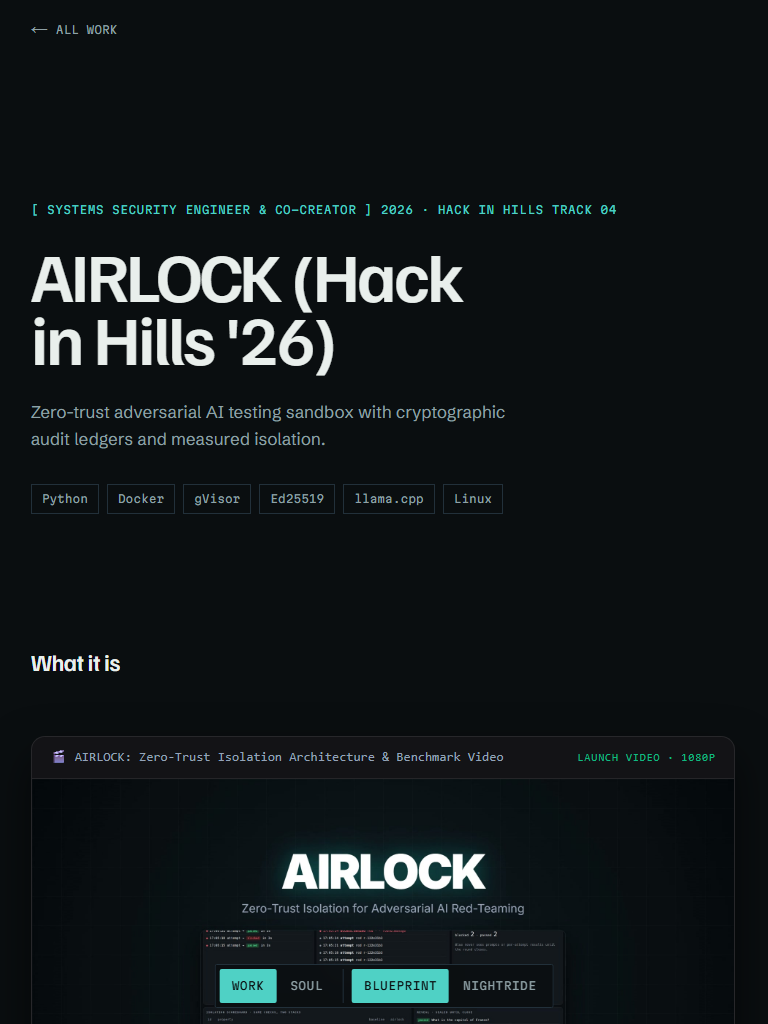 ← ALL WORK
[ SYSTEMS SECURITY ENGINEER & CO-CREATOR ] 2026 · HACK IN HILLS TRACK 04
AIRLOCK (Hack
in Hills '26)
Zero-trust adversarial AI testing sandbox with cryptographic
audit ledgers and measured isolation.
Python Docker gVisor Ed25519 llama.cpp Linux
What it is
AIRLOCK: Zero-Trust Isolation Architecture & Benchmark Video LAUNCH VIDEO · 1080P
AIRLOCK
Zero-Trust Isolation for Adversarial AI Red-Teaming
WORK SOUL BLUEPRINT NIGHTRIDE